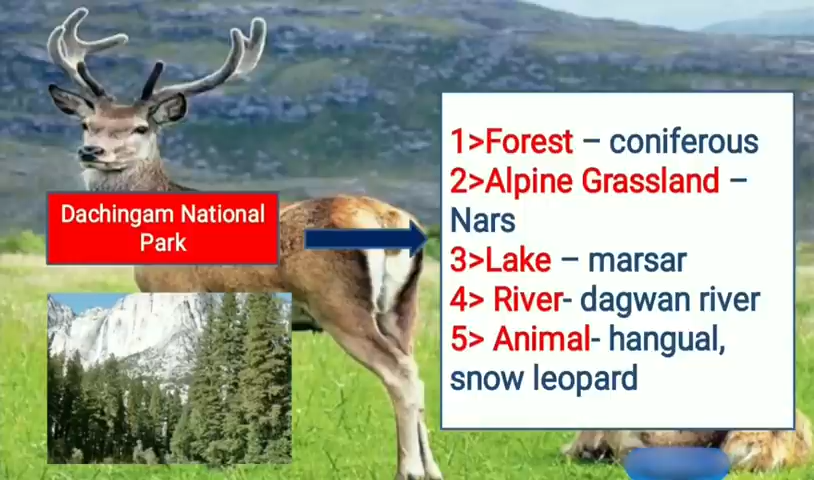 Dachingam National
Park
1>Forest – coniferous
2>Alpine Grassland –
Nars
3>Lake – marsar
4> River- dagwan river
5> Animal- hangual,
snow leopard